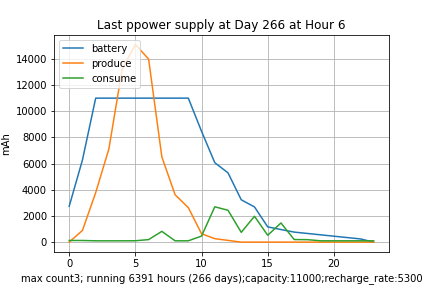 Last ppower supply at Day 266 at Hour 6
battery
produce
consume
mAh
14000
12000
10000
8000
6000
4000
2000
0
0 5 10 15 20
max count3; running 6391 hours (266 days);capacity:11000;recharge_rate:5300